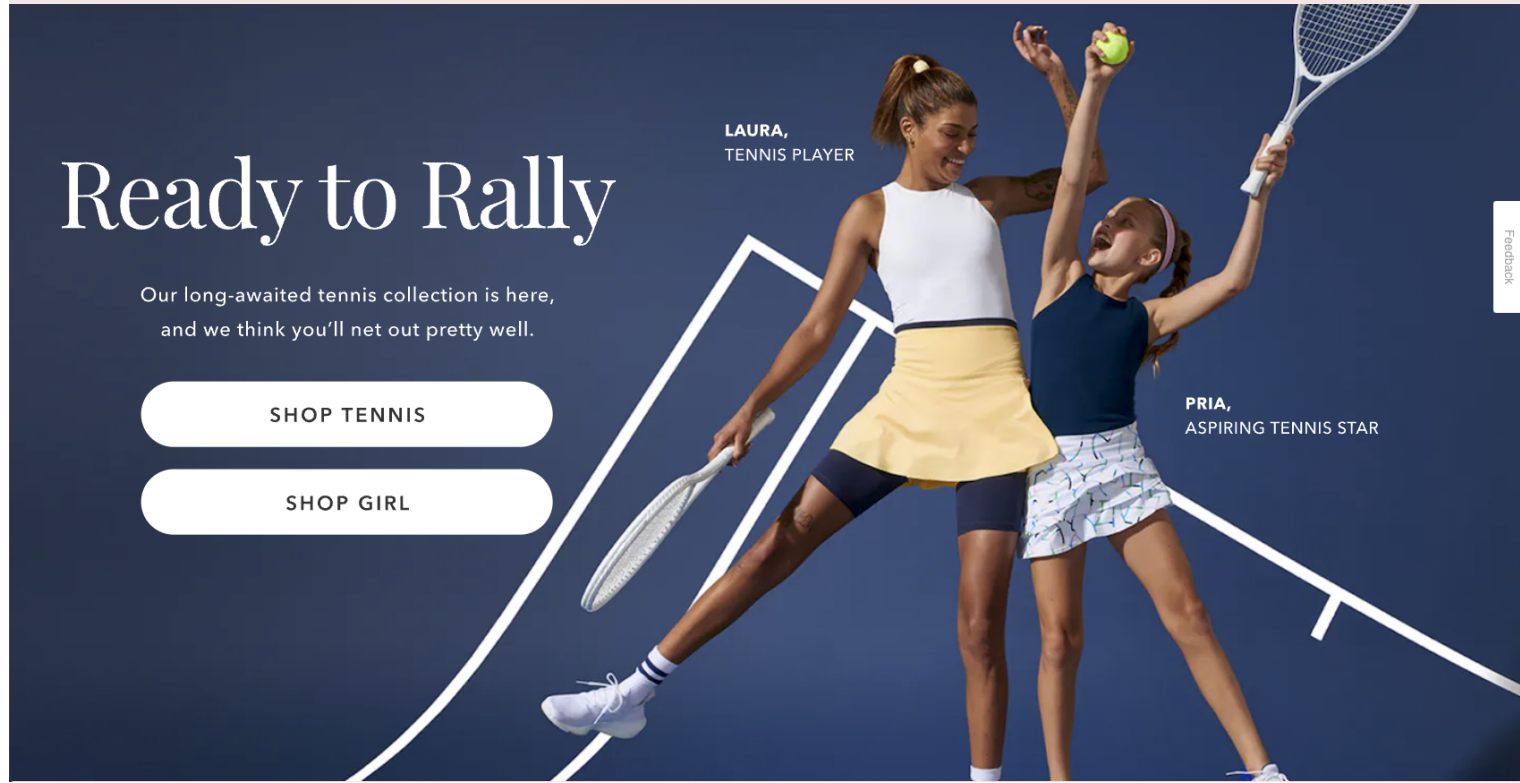 Ready to Rally
Our long-awaited tennis collection is here,
and we think you’ll net out pretty well.
SHOP TENNIS
SHOP GIRL
LAURA,
TENNIS PLAYER
PRIA,
ASPIRING TENNIS STAR
Feedback